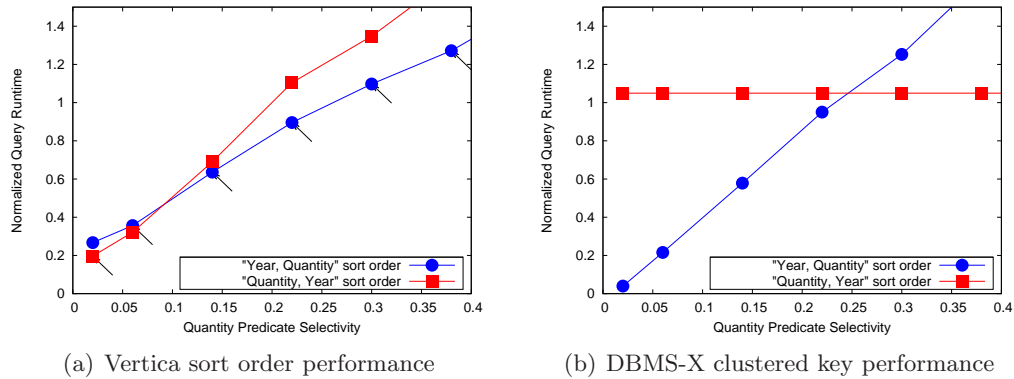 1.4
1.2
1
0.8
0.6
0.4
0.2
0
Normalized Query Runtime
0 0.05 0.1 0.15 0.2 0.25 0.3 0.35 0.4
Quantity Predicate Selectivity
"Year, Quantity" sort order
"Quantity, Year" sort order
(a) Vertica sort order performance
1.4
1.2
1
0.8
0.6
0.4
0.2
0
Normalized Query Runtime
0 0.05 0.1 0.15 0.2 0.25 0.3 0.35 0.4
Quantity Predicate Selectivity
"Year, Quantity" sort order
"Quantity, Year" sort order
(b) DBMS-X clustered key performance